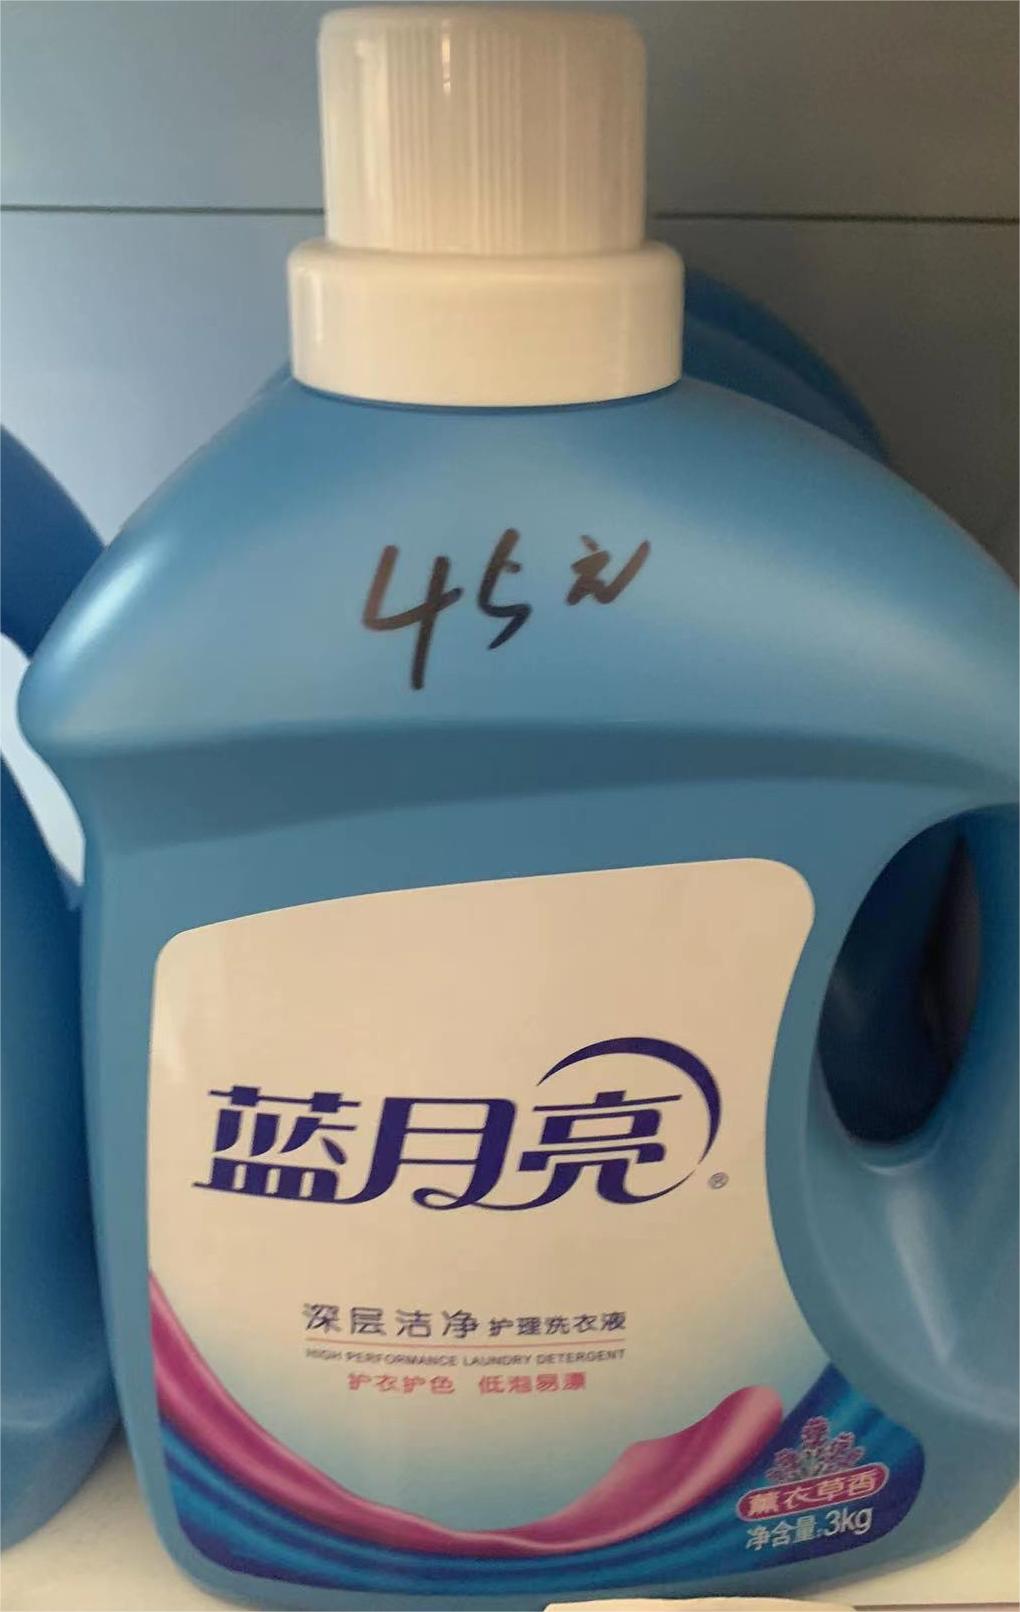 45元
蓝月亮®
深层洁净 护理洗衣液
HIGH PERFORMANCE LAUNDRY DETERGENT
护衣护色 低泡易漂
薰衣草香
净含量:3kg